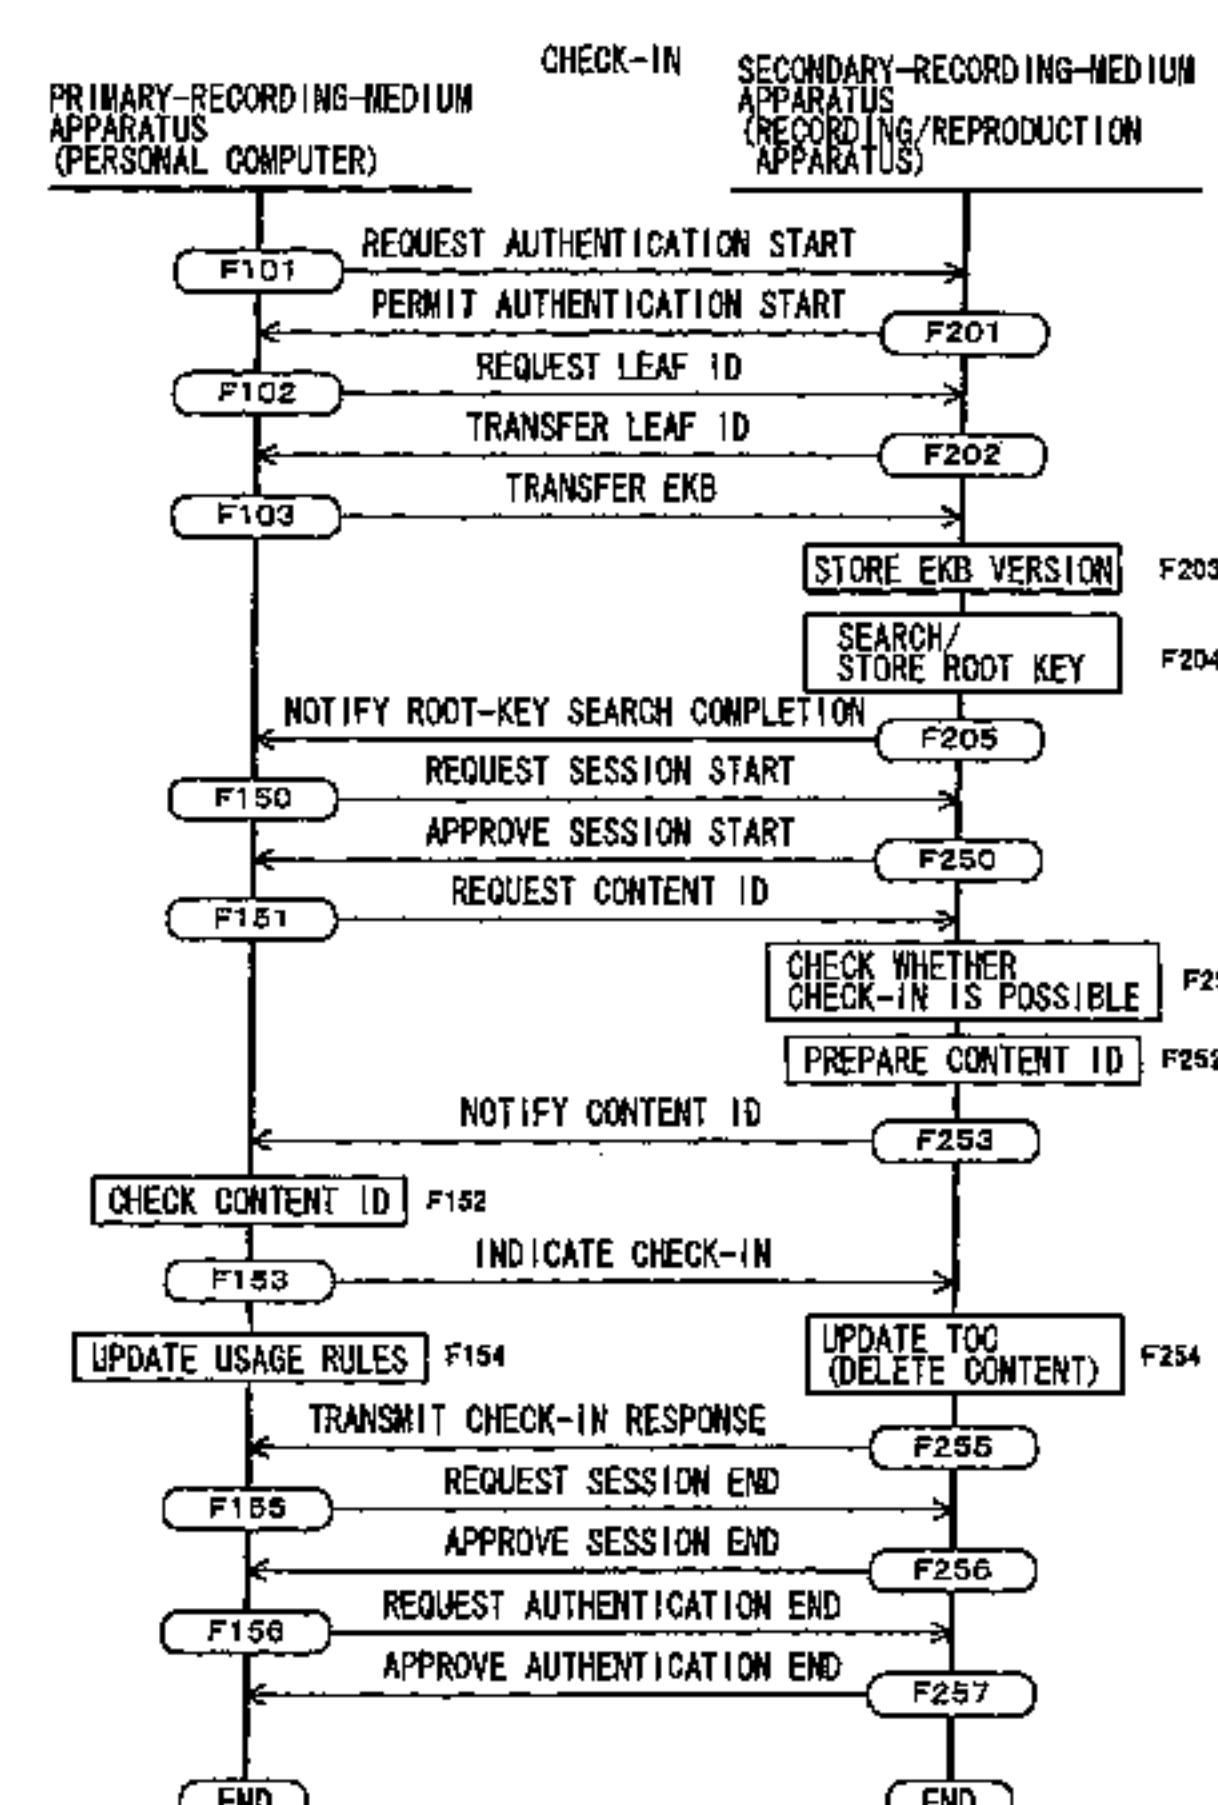 CHECK-IN
PRIMARY-RECORDING-MEDIUM
APPARATUS
(PERSONAL COMPUTER)
SECONDARY-RECORDING-MEDIUM
APPARATUS
(RECORDING/REPRODUCTION
APPARATUS)
REQUEST AUTHENTICATION START
F101
PERMIT AUTHENTICATION START
F201
REQUEST LEAF ID
F102
TRANSFER LEAF ID
F202
TRANSFER EKB
F103
STORE EKB VERSION F203
SEARCH/
STORE ROOT KEY F204
NOTIFY ROOT-KEY SEARCH COMPLETION
F205
REQUEST SESSION START
F150
APPROVE SESSION START
F250
REQUEST CONTENT ID
F151
CHECK WHETHER
CHECK-IN IS POSSIBLE
PREPARE CONTENT ID F252
NOTIFY CONTENT ID
F253
CHECK CONTENT ID F152
INDICATE CHECK-IN
F153
UPDATE USAGE RULES F154
UPDATE TOC
(DELETE CONTENT) F254
TRANSMIT CHECK-IN RESPONSE
F255
REQUEST SESSION END
F155
APPROVE SESSION END
F256
REQUEST AUTHENTICATION END
F156
APPROVE AUTHENTICATION END
F257
END
END